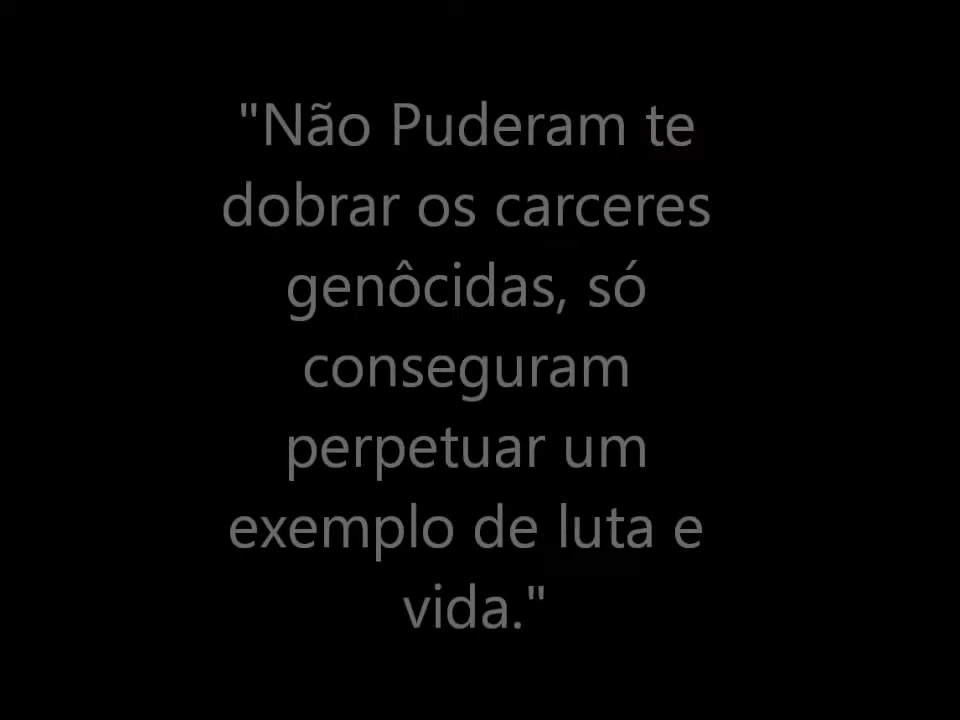 "Não Puderam te
dobrar os carceres
genôcidas, só
conseguram
perpetuar um
exemplo de luta e
vida."